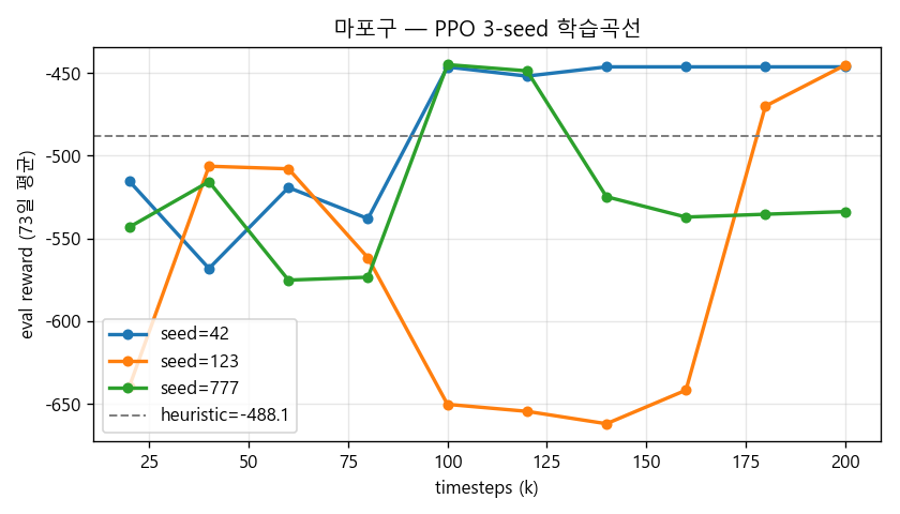 마포구 — PPO 3-seed 학습곡선
eval reward (73일 평균)
-450
-500
-550
-600
-650
seed=42
seed=123
seed=777
heuristic=-488.1
25
50
75
100
125
150
175
200
timesteps (k)